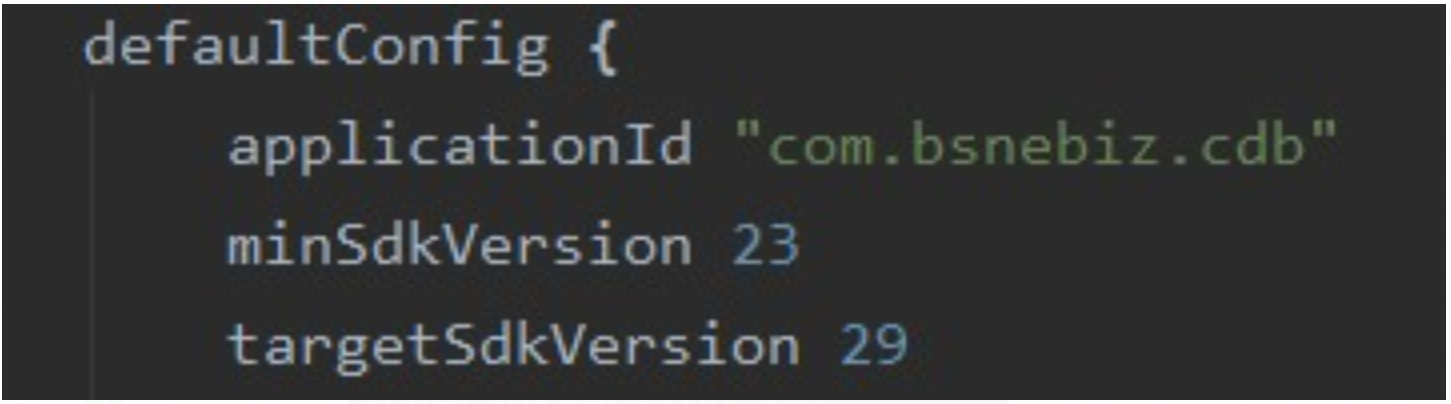 defaultConfig {
applicationId "com.bsnebiz.cdb"
minSdkVersion 23
targetSdkVersion 29